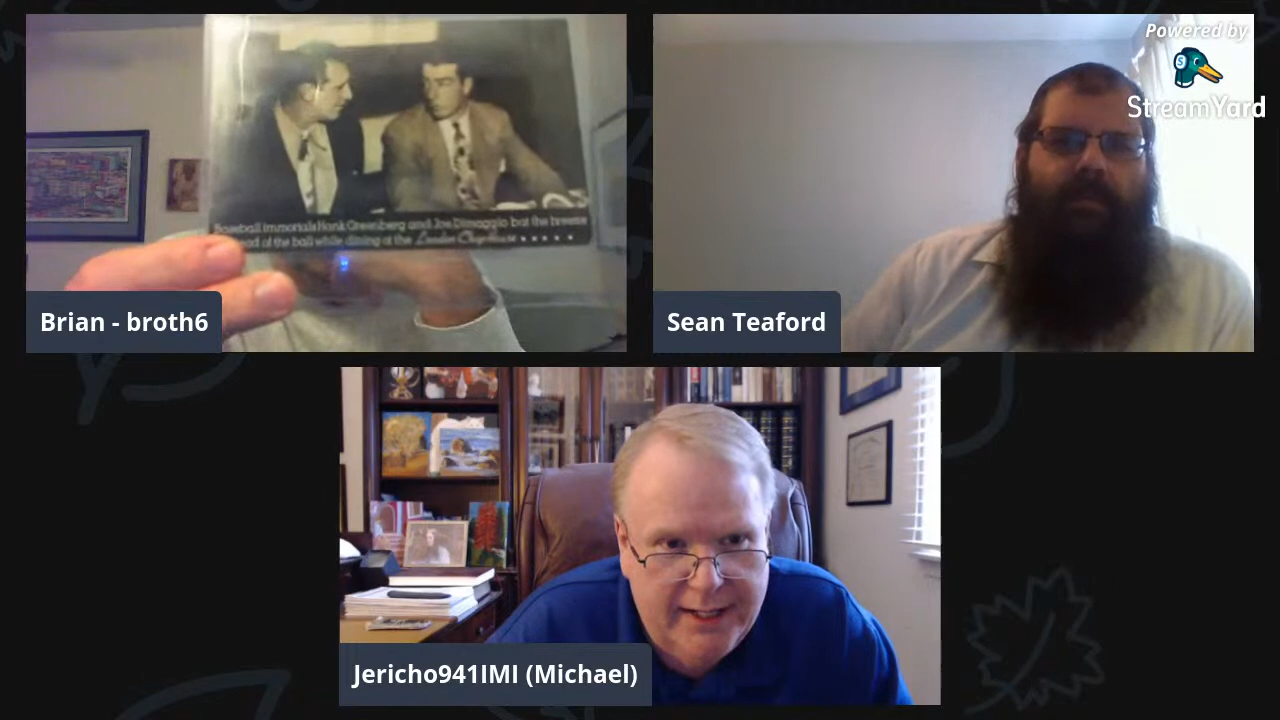 Powered by
StreamYard
Baseball immortals Hank Greenberg and Joe Dimaggio bat the breeze
of the ball while dining at the London Chophouse
Brian - broth6
Sean Teaford
Jericho941IMI (Michael)